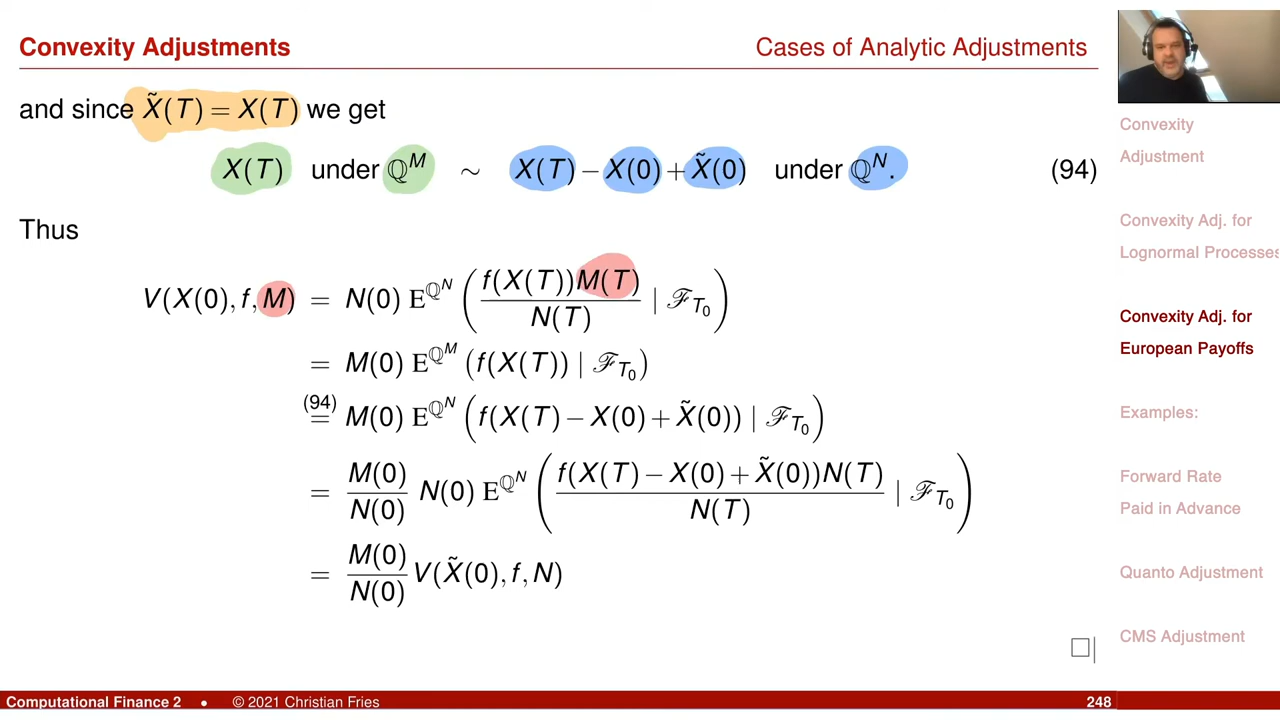 Convexity Adjustments
Cases of Analytic Adjustments
and since X̃(T) = X(T) we get
X(T) under ℚ^M ∼ X(T) − X(0) + X̃(0) under ℚ^N. (94)
Thus
V(X(0), f, M) = N(0) E^{ℚ^N} ( f(X(T))M(T) / N(T) | ℱ_{T_0} )
= M(0) E^{ℚ^M} (f(X(T)) | ℱ_{T_0})
(94)
= M(0) E^{ℚ^N} (f(X(T) − X(0) + X̃(0)) | ℱ_{T_0})
= M(0) / N(0) N(0) E^{ℚ^N} ( f(X(T) − X(0) + X̃(0))N(T) / N(T) | ℱ_{T_0} )
= M(0) / N(0) V(X̃(0), f, N)
□
Convexity
Adjustment
Convexity Adj. for
Lognormal Processes
Convexity Adj. for
European Payoffs
Examples:
Forward Rate
Paid in Advance
Quanto Adjustment
CMS Adjustment
Computational Finance 2 • © 2021 Christian Fries 248